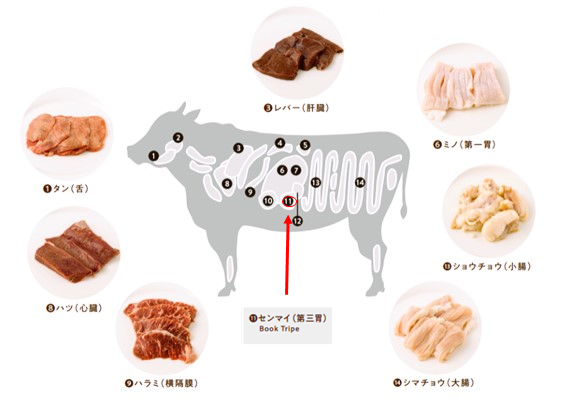 ❸レバー(肝臓)
❻ミノ(第一胃)
❶タン(舌)
❽ハツ(心臓)
❾ハラミ(横隔膜)
⓫センマイ(第三胃)
Book Tripe
⓭ショウチョウ(小腸)
⓮シマチョウ(大腸)
1
2
3
4
5
6
7
8
9
10
11
12
13
14